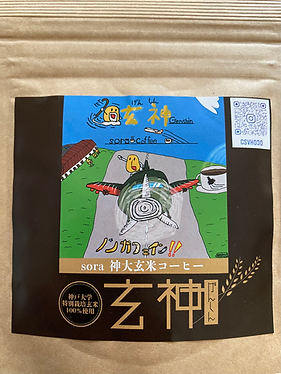 げんしん
玄神
Genshin
CSVH030
sora Coffee
ノンカフェイン!!
sora 神大玄米コーヒー
神戸大学
特別栽培玄米
100%使用
玄神
げんしん